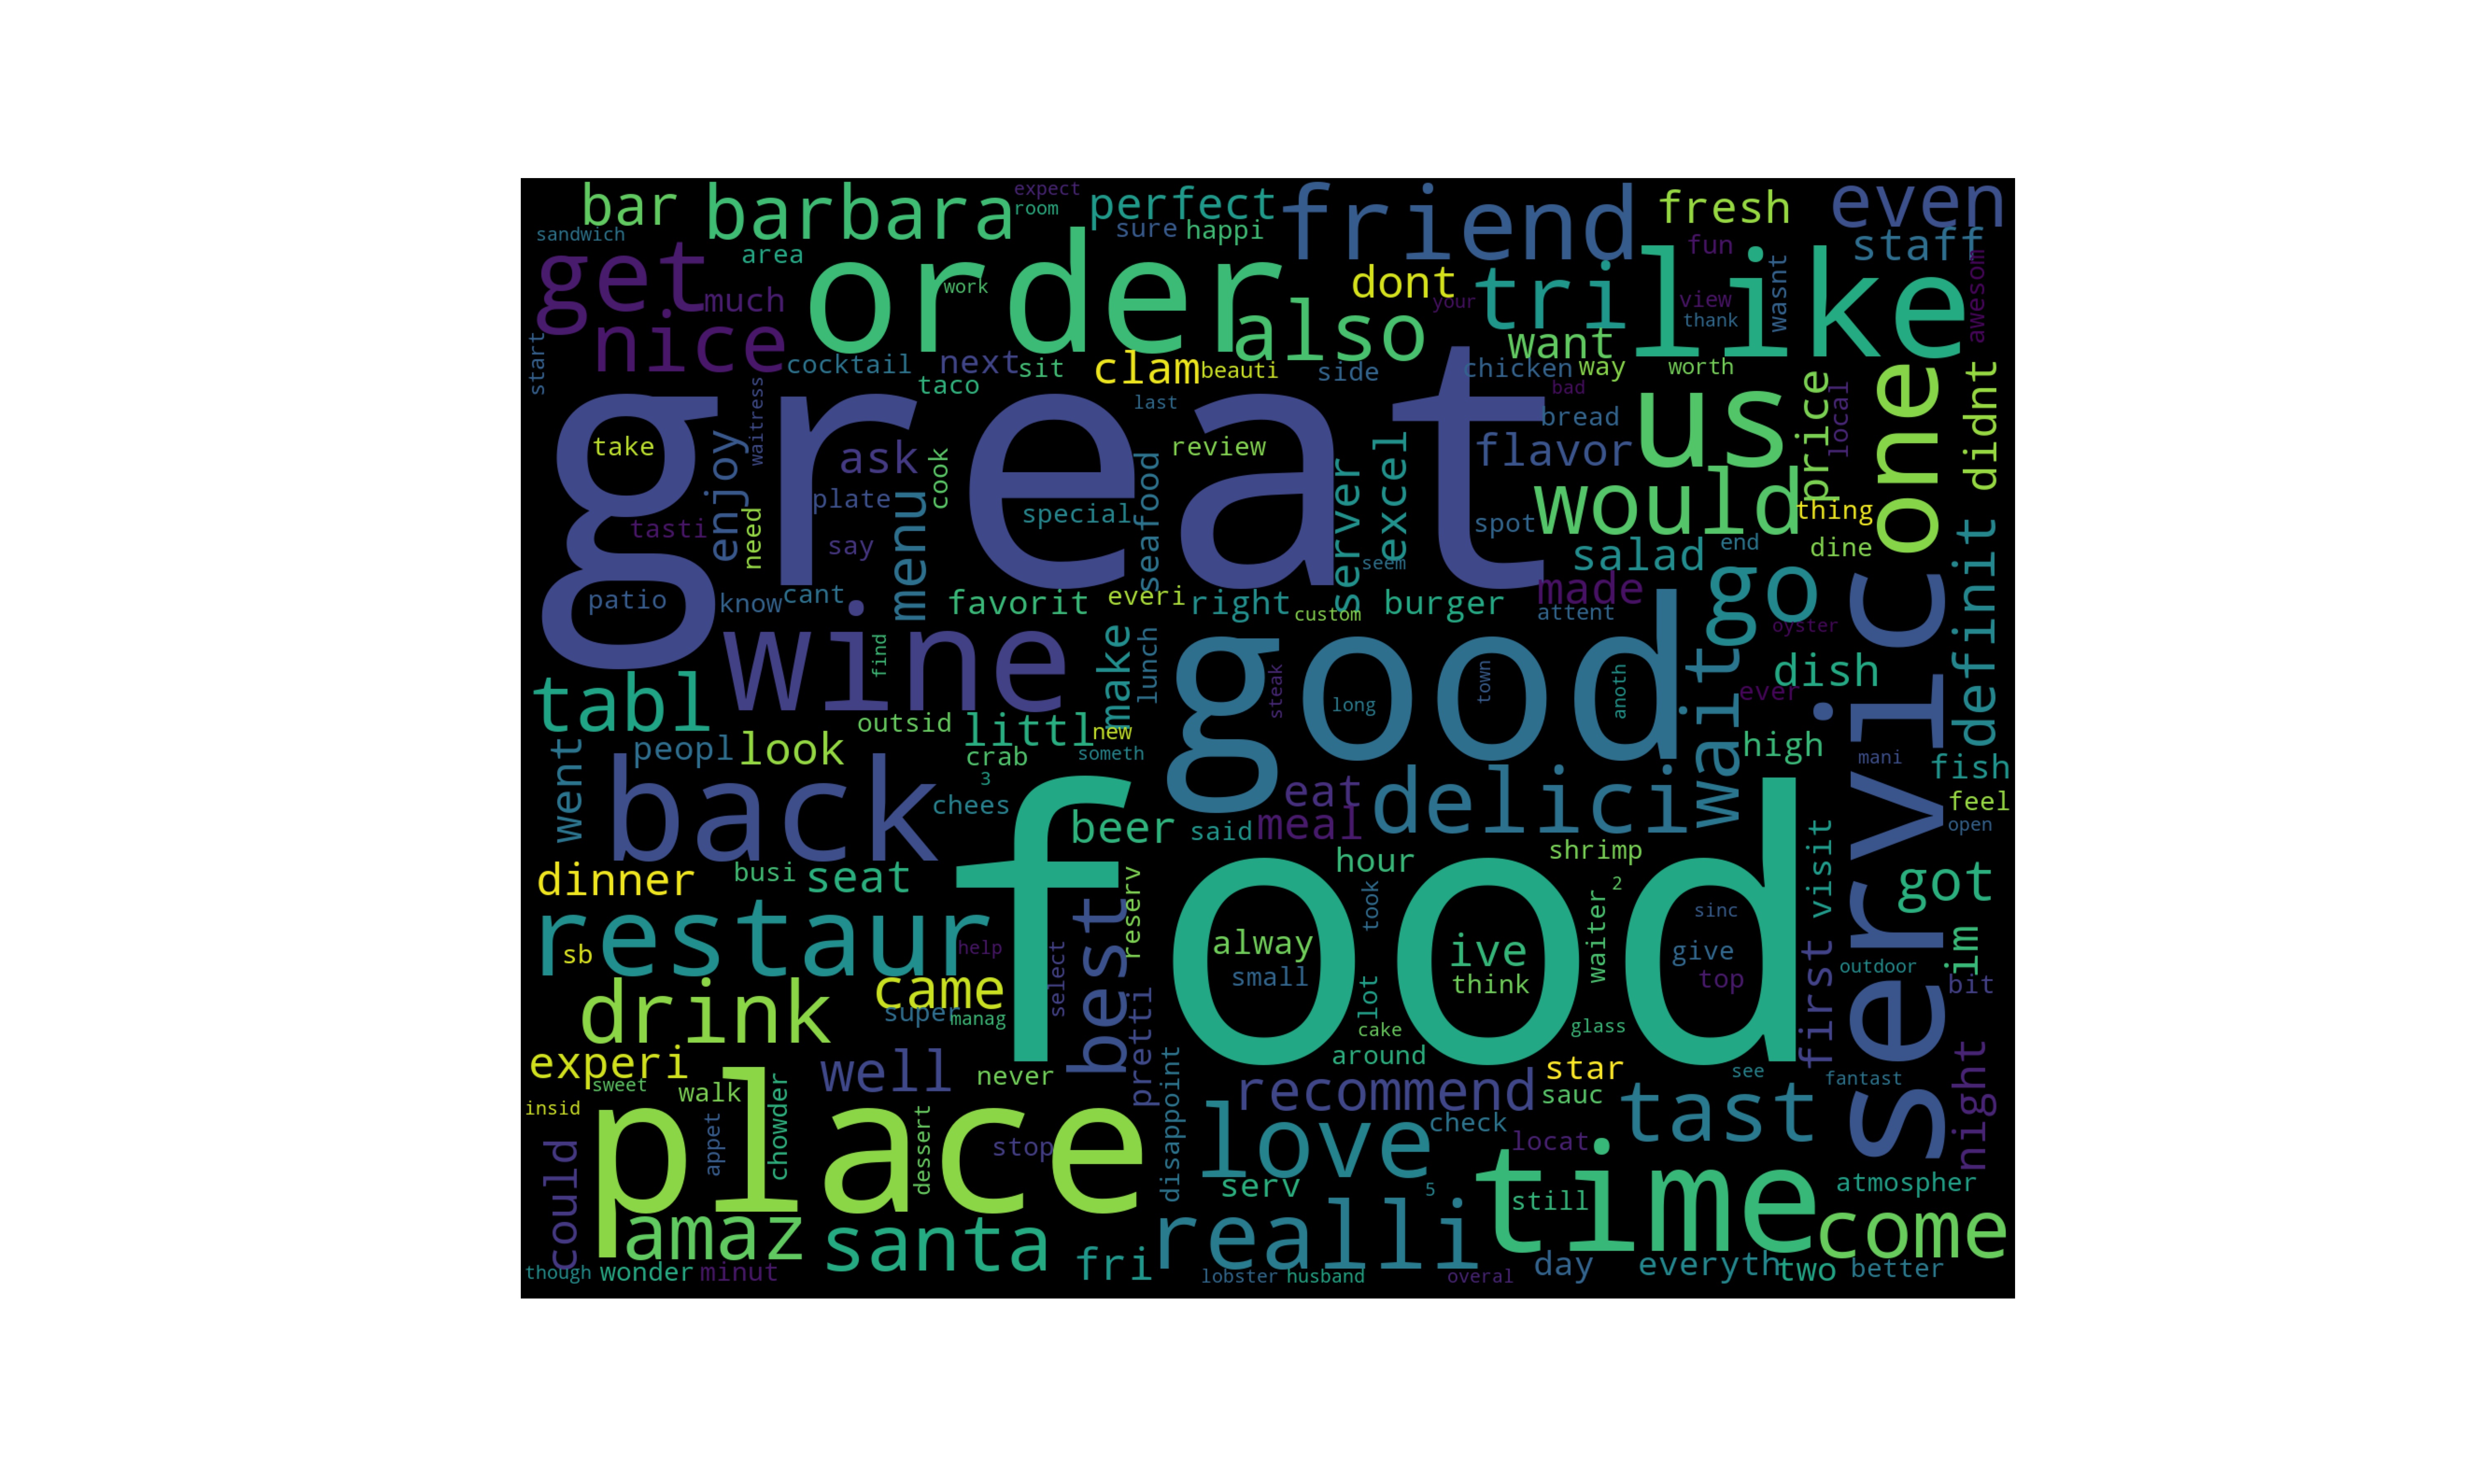 expect
bar
barbara
room
perfect
friend
fresh
even
sandwich
area
sure
happi
fun
staff
get
much
order
work
also
dont
your
tri
like
view
thank
wasnt
awesom
nice
start
cocktail
next
sit
taco
clam
beauti
side
want
chicken
way
worth
last
bad
great
us
one
price
local
didnt
take
enjoy
waitress
ask
cook
review
bread
flavor
plate
menu
special
seafood
server
excel
spot
would
thing
tasti
need
say
seem
salad
end
dine
patio
know
cant
favorit
everi
right
custom
burger
made
attent
go
definit
oyster
wine
find
make
lunch
good
steak
long
town
anoth
wait
dish
ever
tabl
outsid
littl
new
peopl
look
crab
someth
high
mani
fish
went
back
3
chees
eat
delici
feel
open
beer
said
meal
service
dinner
busi
seat
food
hour
shrimp
2
visit
got
restaur
sb
help
best
reserv
select
alway
small
took
ive
think
waiter
sinc
give
top
first
im
outdoor
bit
drink
came
super
manag
pretti
lot
cake
glass
around
experi
sweet
walk
well
never
star
see
fantast
night
insid
place
chowder
appet
dessert
stop
disappoint
recommend
love
check
sauc
locat
tast
could
serv
5
time
still
atmospher
amaz
santa
fri
realli
come
though
wonder
minut
lobster
husband
overal
day
everyth
two
better